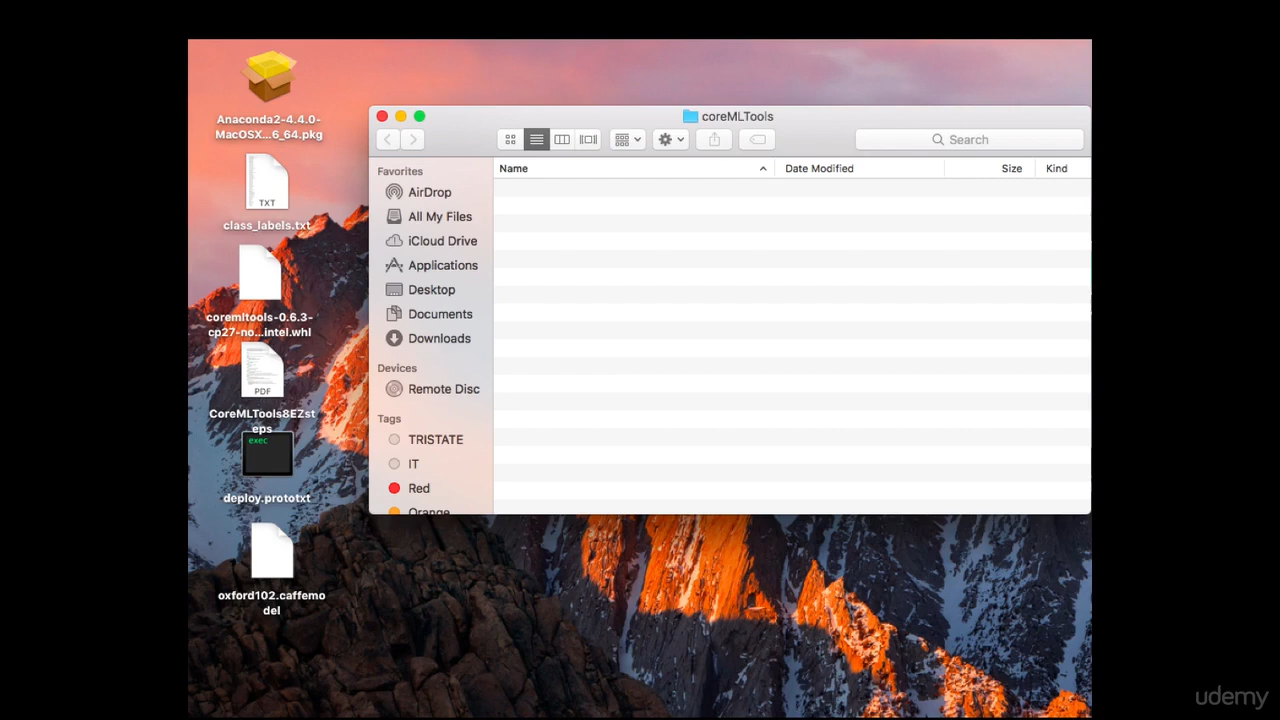 Anaconda2-4.4.0-
MacOSX...6_64.pkg
TXT
class_labels.txt
coremltools-0.6.3-
cp27-no...intel.whl
PDF
CoreMLTools8EZst
eps
exec
deploy.prototxt
oxford102.caffemo
del
coreMLTools
Search
Favorites
AirDrop
All My Files
iCloud Drive
Applications
Desktop
Documents
Downloads
Devices
Remote Disc
Tags
TRISTATE
IT
Red
Orange
Name
Date Modified
Size
Kind
udemy